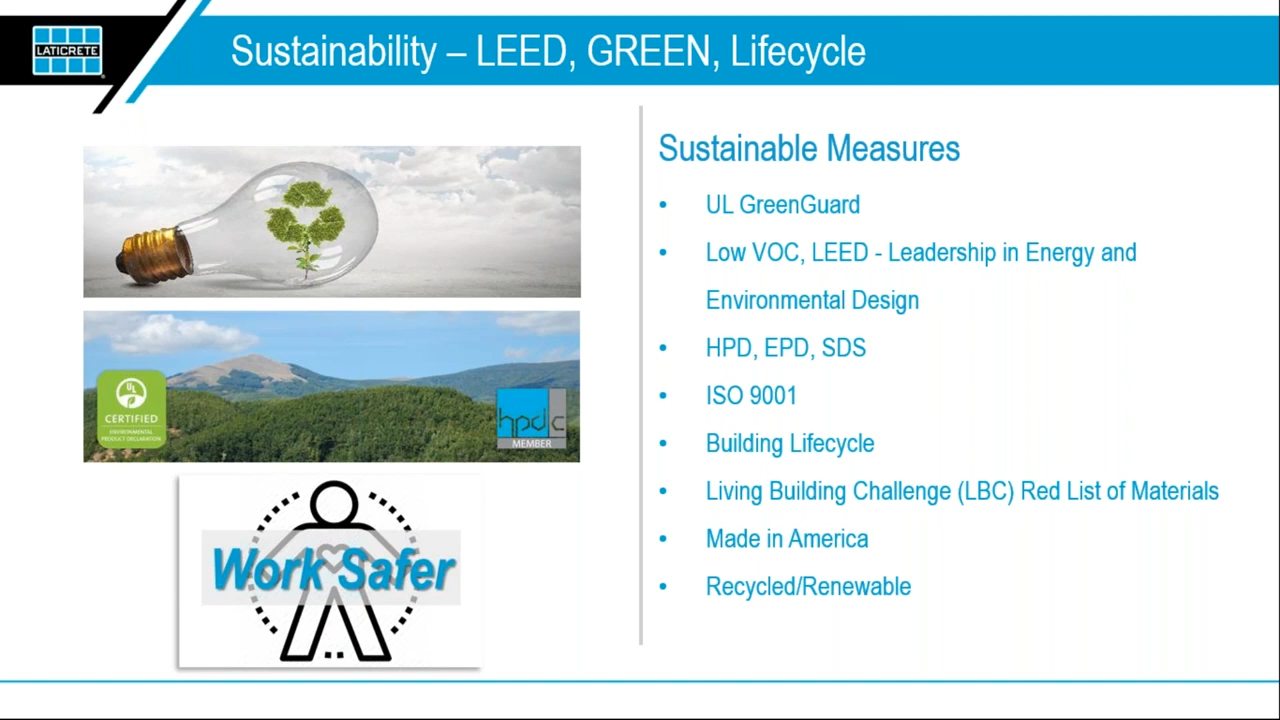 LATICRETE
Sustainability – LEED, GREEN, Lifecycle
Sustainable Measures
• UL GreenGuard
• Low VOC, LEED - Leadership in Energy and
Environmental Design
• HPD, EPD, SDS
• ISO 9001
• Building Lifecycle
• Living Building Challenge (LBC) Red List of Materials
• Made in America
• Recycled/Renewable
UL
CERTIFIED
ENVIRONMENTAL
PRODUCT DECLARATION
hpdc
MEMBER
Work Safer